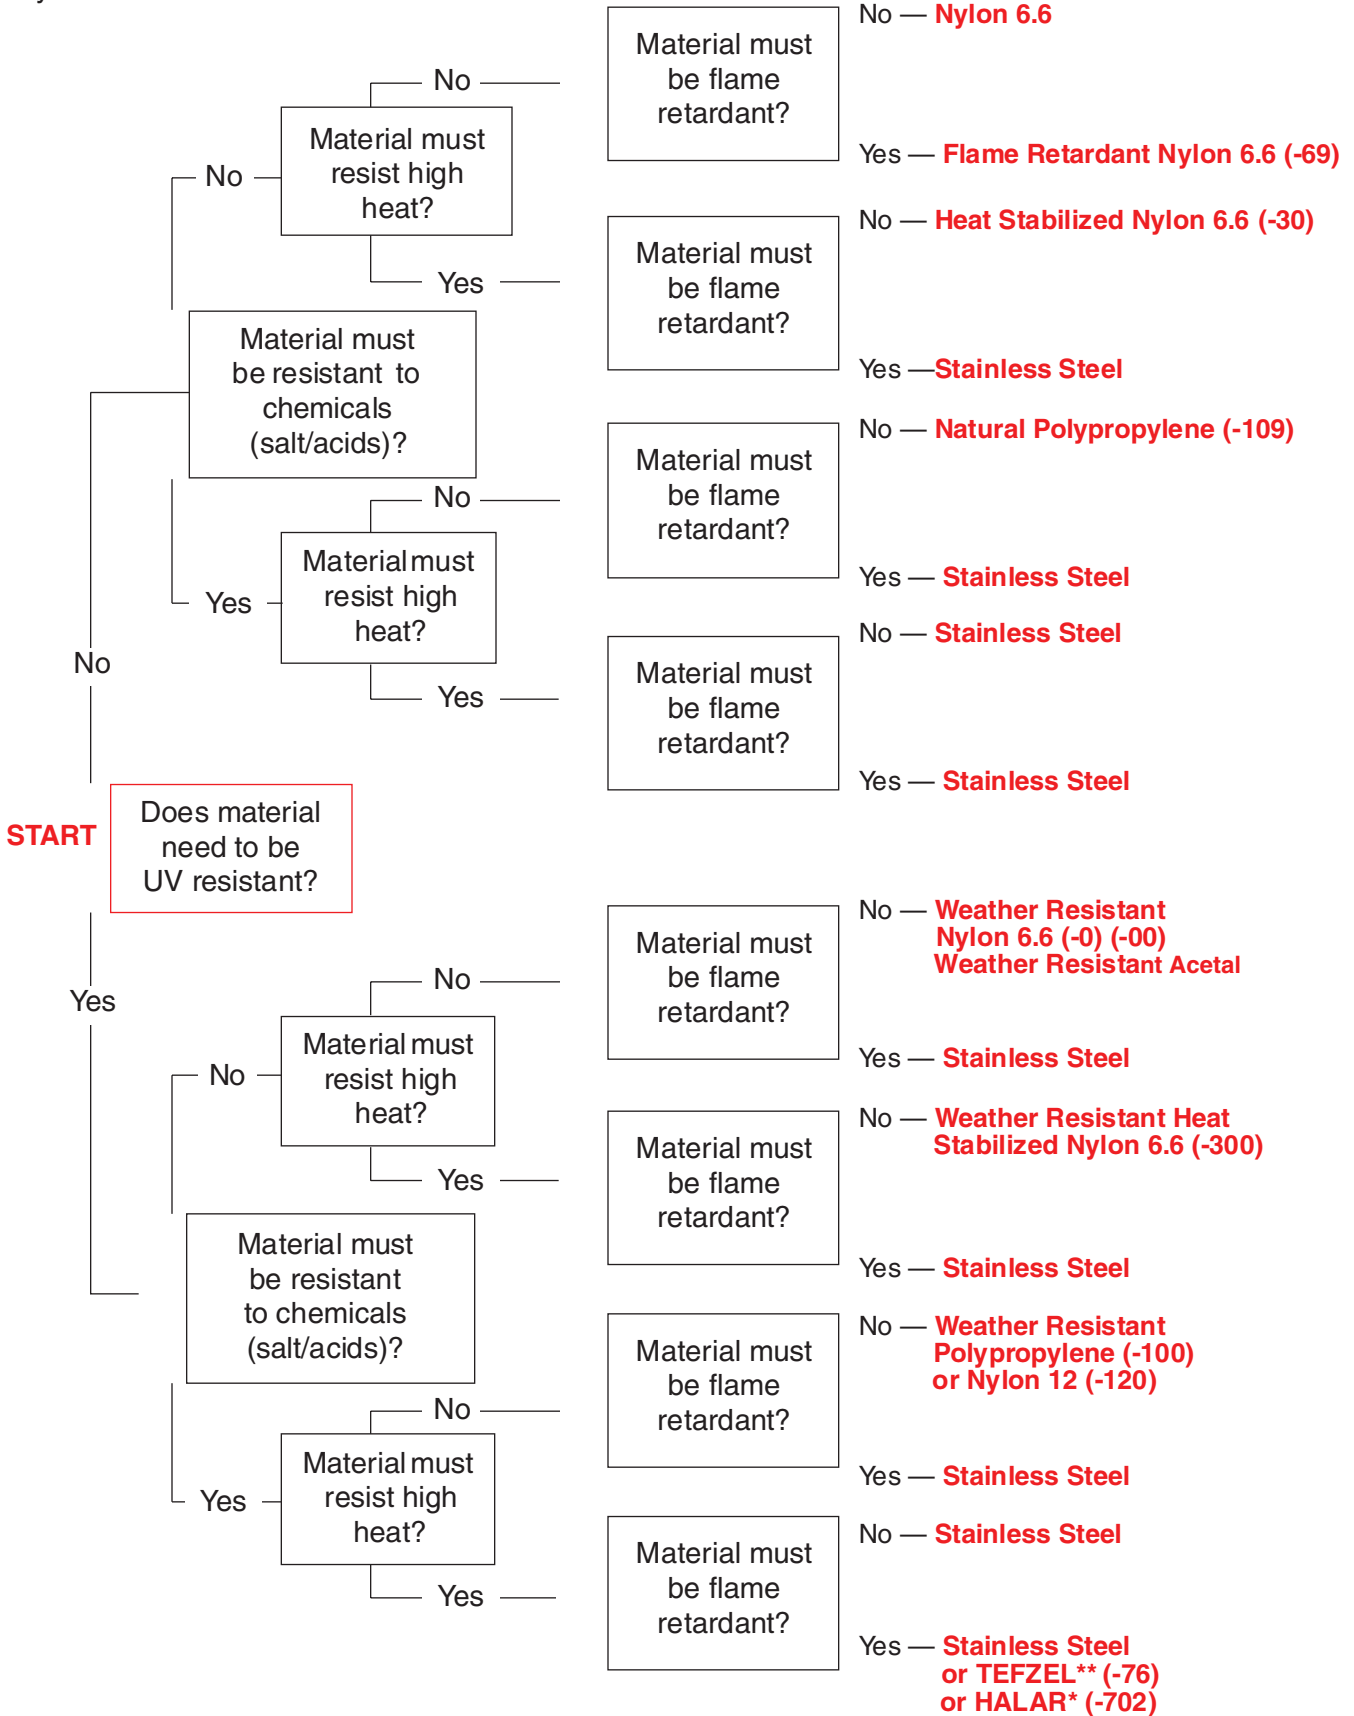 No — Nylon 6.6
Material must
be flame
retardant?
No
Material must
resist high
heat?
Yes — Flame Retardant Nylon 6.6 (-69)
No
No — Heat Stabilized Nylon 6.6 (-30)
Material must
be flame
retardant?
Yes
Material must
be resistant to
chemicals
(salt/acids)?
Yes — Stainless Steel
No — Natural Polypropylene (-109)
Material must
be flame
retardant?
No
Material must
resist high
heat?
Yes — Stainless Steel
Yes
No — Stainless Steel
No
Material must
be flame
retardant?
Yes
Yes — Stainless Steel
START
Does material
need to be
UV resistant?
No — Weather Resistant
Nylon 6.6 (-0) (-00)
Weather Resistant Acetal
Material must
be flame
retardant?
No
Yes
Material must
resist high
heat?
Yes — Stainless Steel
No
No — Weather Resistant Heat
Stabilized Nylon 6.6 (-300)
Material must
be flame
retardant?
Yes
Material must
be resistant
to chemicals
(salt/acids)?
Yes — Stainless Steel
No — Weather Resistant
Polypropylene (-100)
or Nylon 12 (-120)
Material must
be flame
retardant?
No
Material must
resist high
heat?
Yes — Stainless Steel
Yes
No — Stainless Steel
Material must
be flame
retardant?
Yes
Yes — Stainless Steel
or TEFZEL** (-76)
or HALAR* (-702)